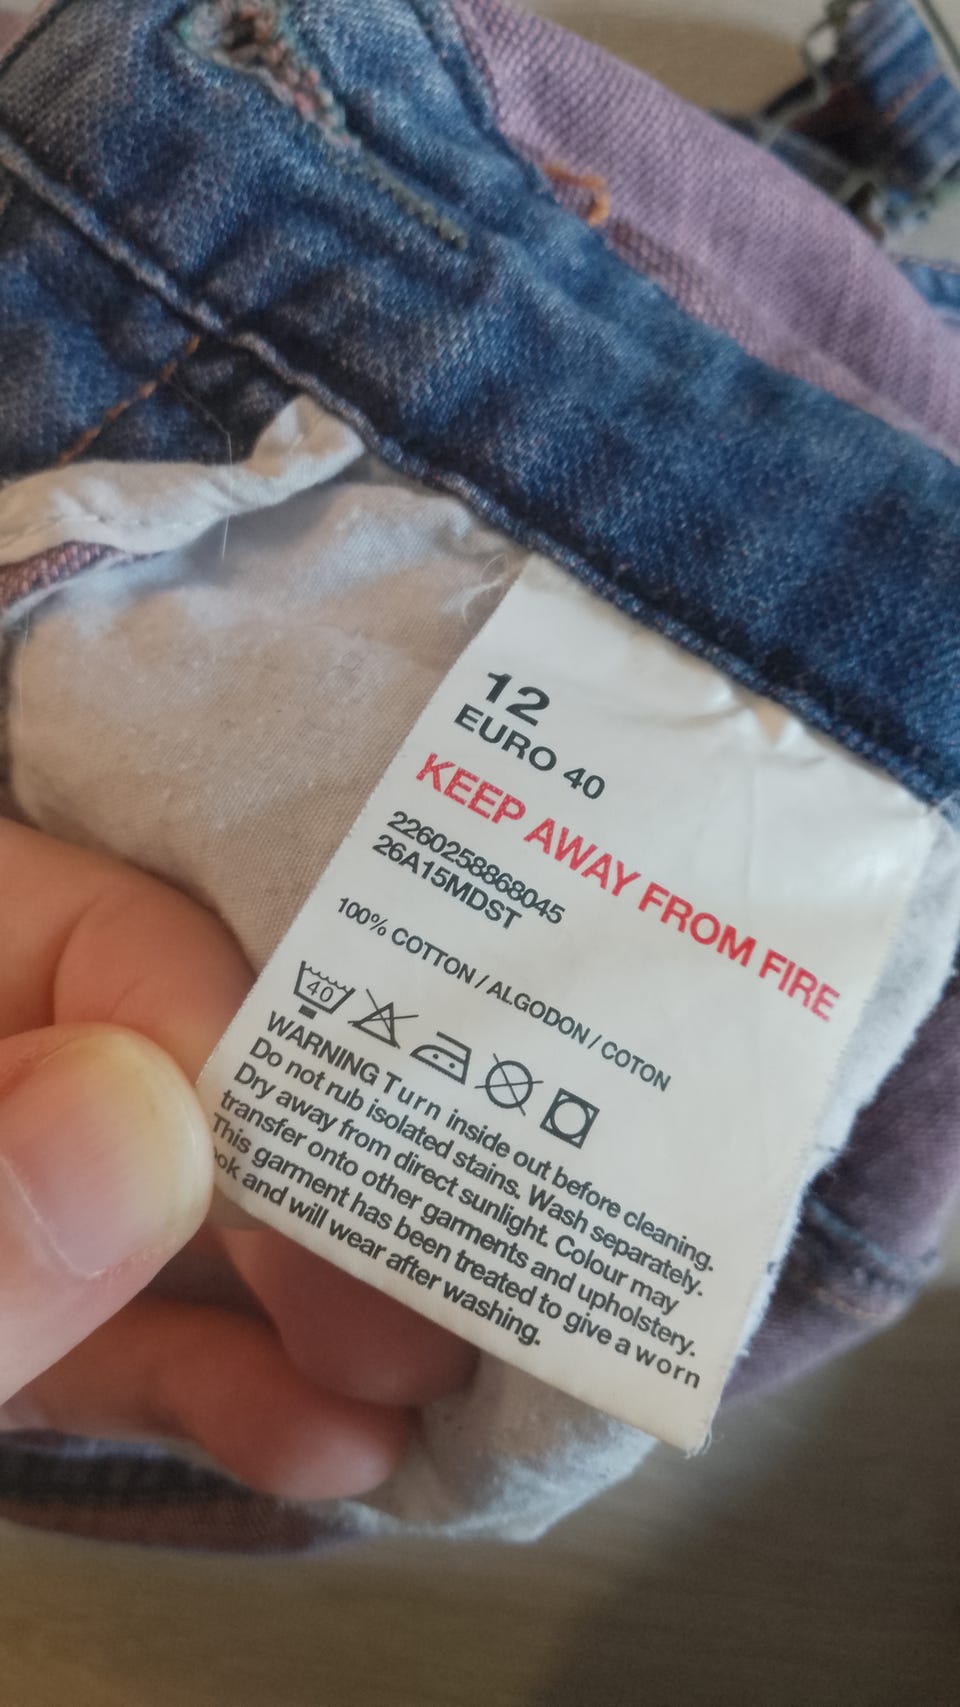 12
EURO 40
KEEP AWAY FROM FIRE
2260258868045
26A15MDST
100% COTTON / ALGODON / COTON
40
WARNING Turn inside out before cleaning.
Do not rub isolated stains. Wash separately.
Dry away from direct sunlight. Colour may
transfer onto other garments and upholstery.
This garment has been treated to give a worn
ook and will wear after washing.